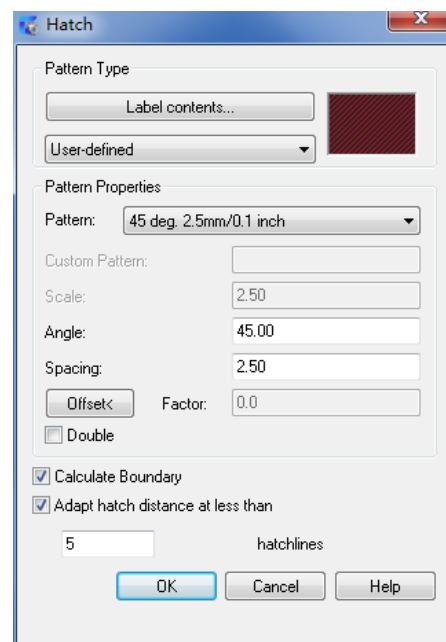 Hatch
Pattern Type
Label contents...
User-defined
Pattern Properties
Pattern: 45 deg. 2.5mm/0.1 inch
Custom Pattern:
Scale: 2.50
Angle: 45.00
Spacing: 2.50
Offset< Factor: 0.0
Double
Calculate Boundary
Adapt hatch distance at less than
5 hatchlines
OK Cancel Help